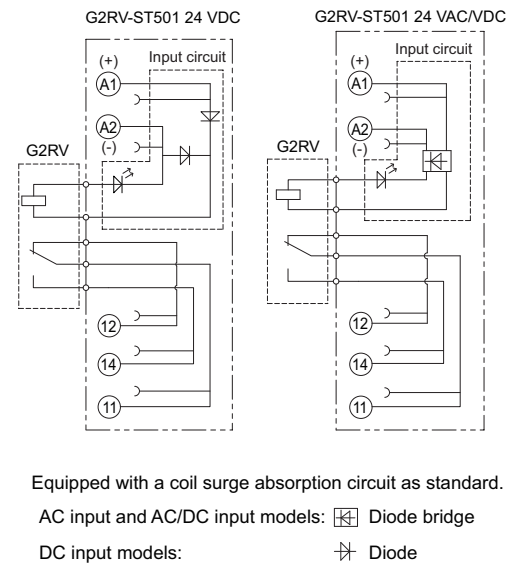 G2RV-ST501 24 VDC
(+)
Input circuit
A1
A2
(-)
G2RV
12
14
11
G2RV-ST501 24 VAC/VDC
(+)
Input circuit
A1
A2
(-)
G2RV
12
14
11
Equipped with a coil surge absorption circuit as standard.
AC input and AC/DC input models: Diode bridge
DC input models: Diode